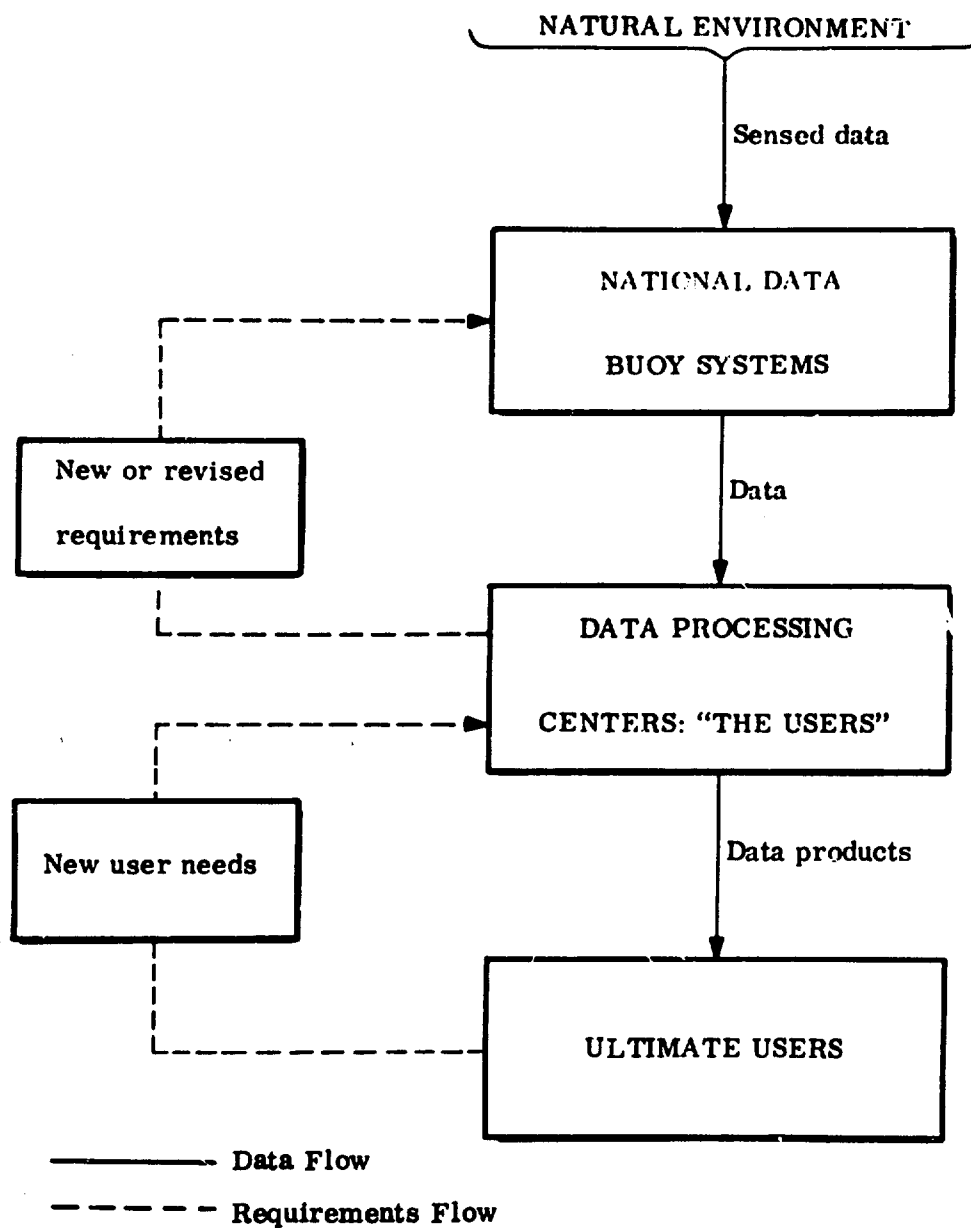 NATURAL ENVIRONMENT
Sensed data
NATIONAL DATA
BUOY SYSTEMS
New or revised
requirements
Data
DATA PROCESSING
CENTERS: “THE USERS”
New user needs
Data products
ULTIMATE USERS
Data Flow
Requirements Flow